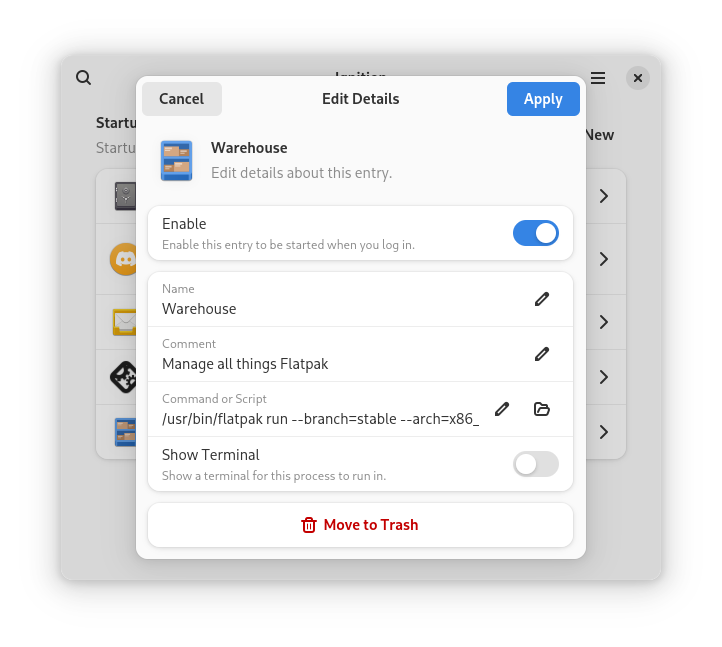 Cancel
Edit Details
Apply
Startu
New
Startu
Warehouse
Edit details about this entry.
Enable
Enable this entry to be started when you log in.
Name
Warehouse
Comment
Manage all things Flatpak
Command or Script
/usr/bin/flatpak run --branch=stable --arch=x86_
Show Terminal
Show a terminal for this process to run in.
Move to Trash